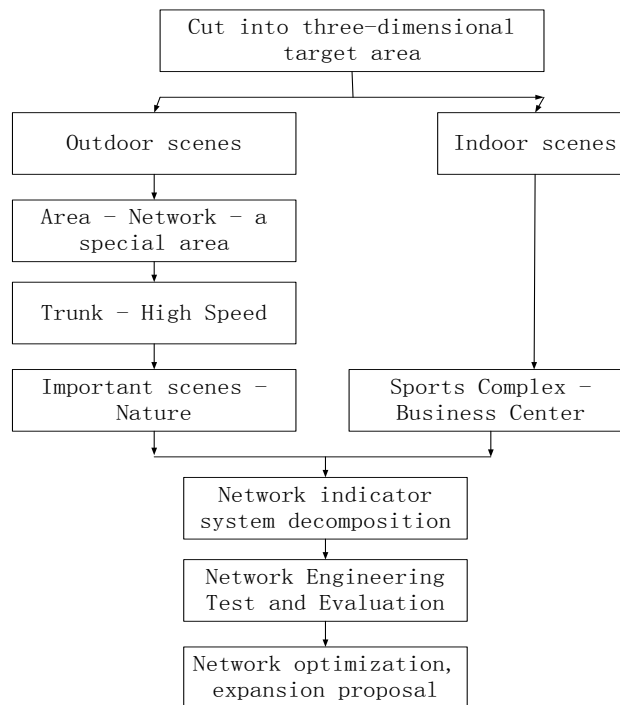 Cut into three-dimensional
target area
Outdoor scenes
Indoor scenes
Area - Network - a
special area
Trunk - High Speed
Important scenes -
Nature
Sports Complex -
Business Center
Network indicator
system decomposition
Network Engineering
Test and Evaluation
Network optimization,
expansion proposal